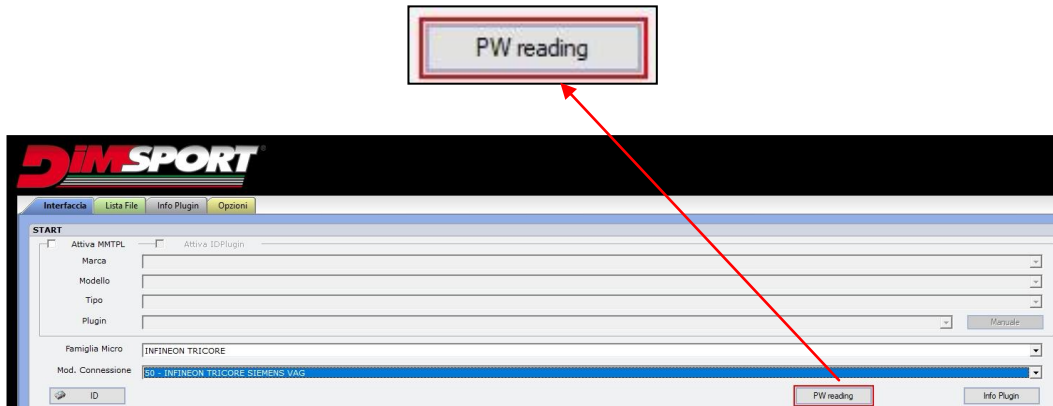 PW reading
DiMSPORT
Interfaccia Lista File Info Plugin Opzioni
START
Attiva MMTPL Attiva IDPlugin
Marca
Modello
Tipo
Plugin Manuale
Famiglia Micro INFINEON TRICORE
Mod. Connessione 50 - INFINEON TRICORE SIEMENS VAG
ID PW reading Info Plugin